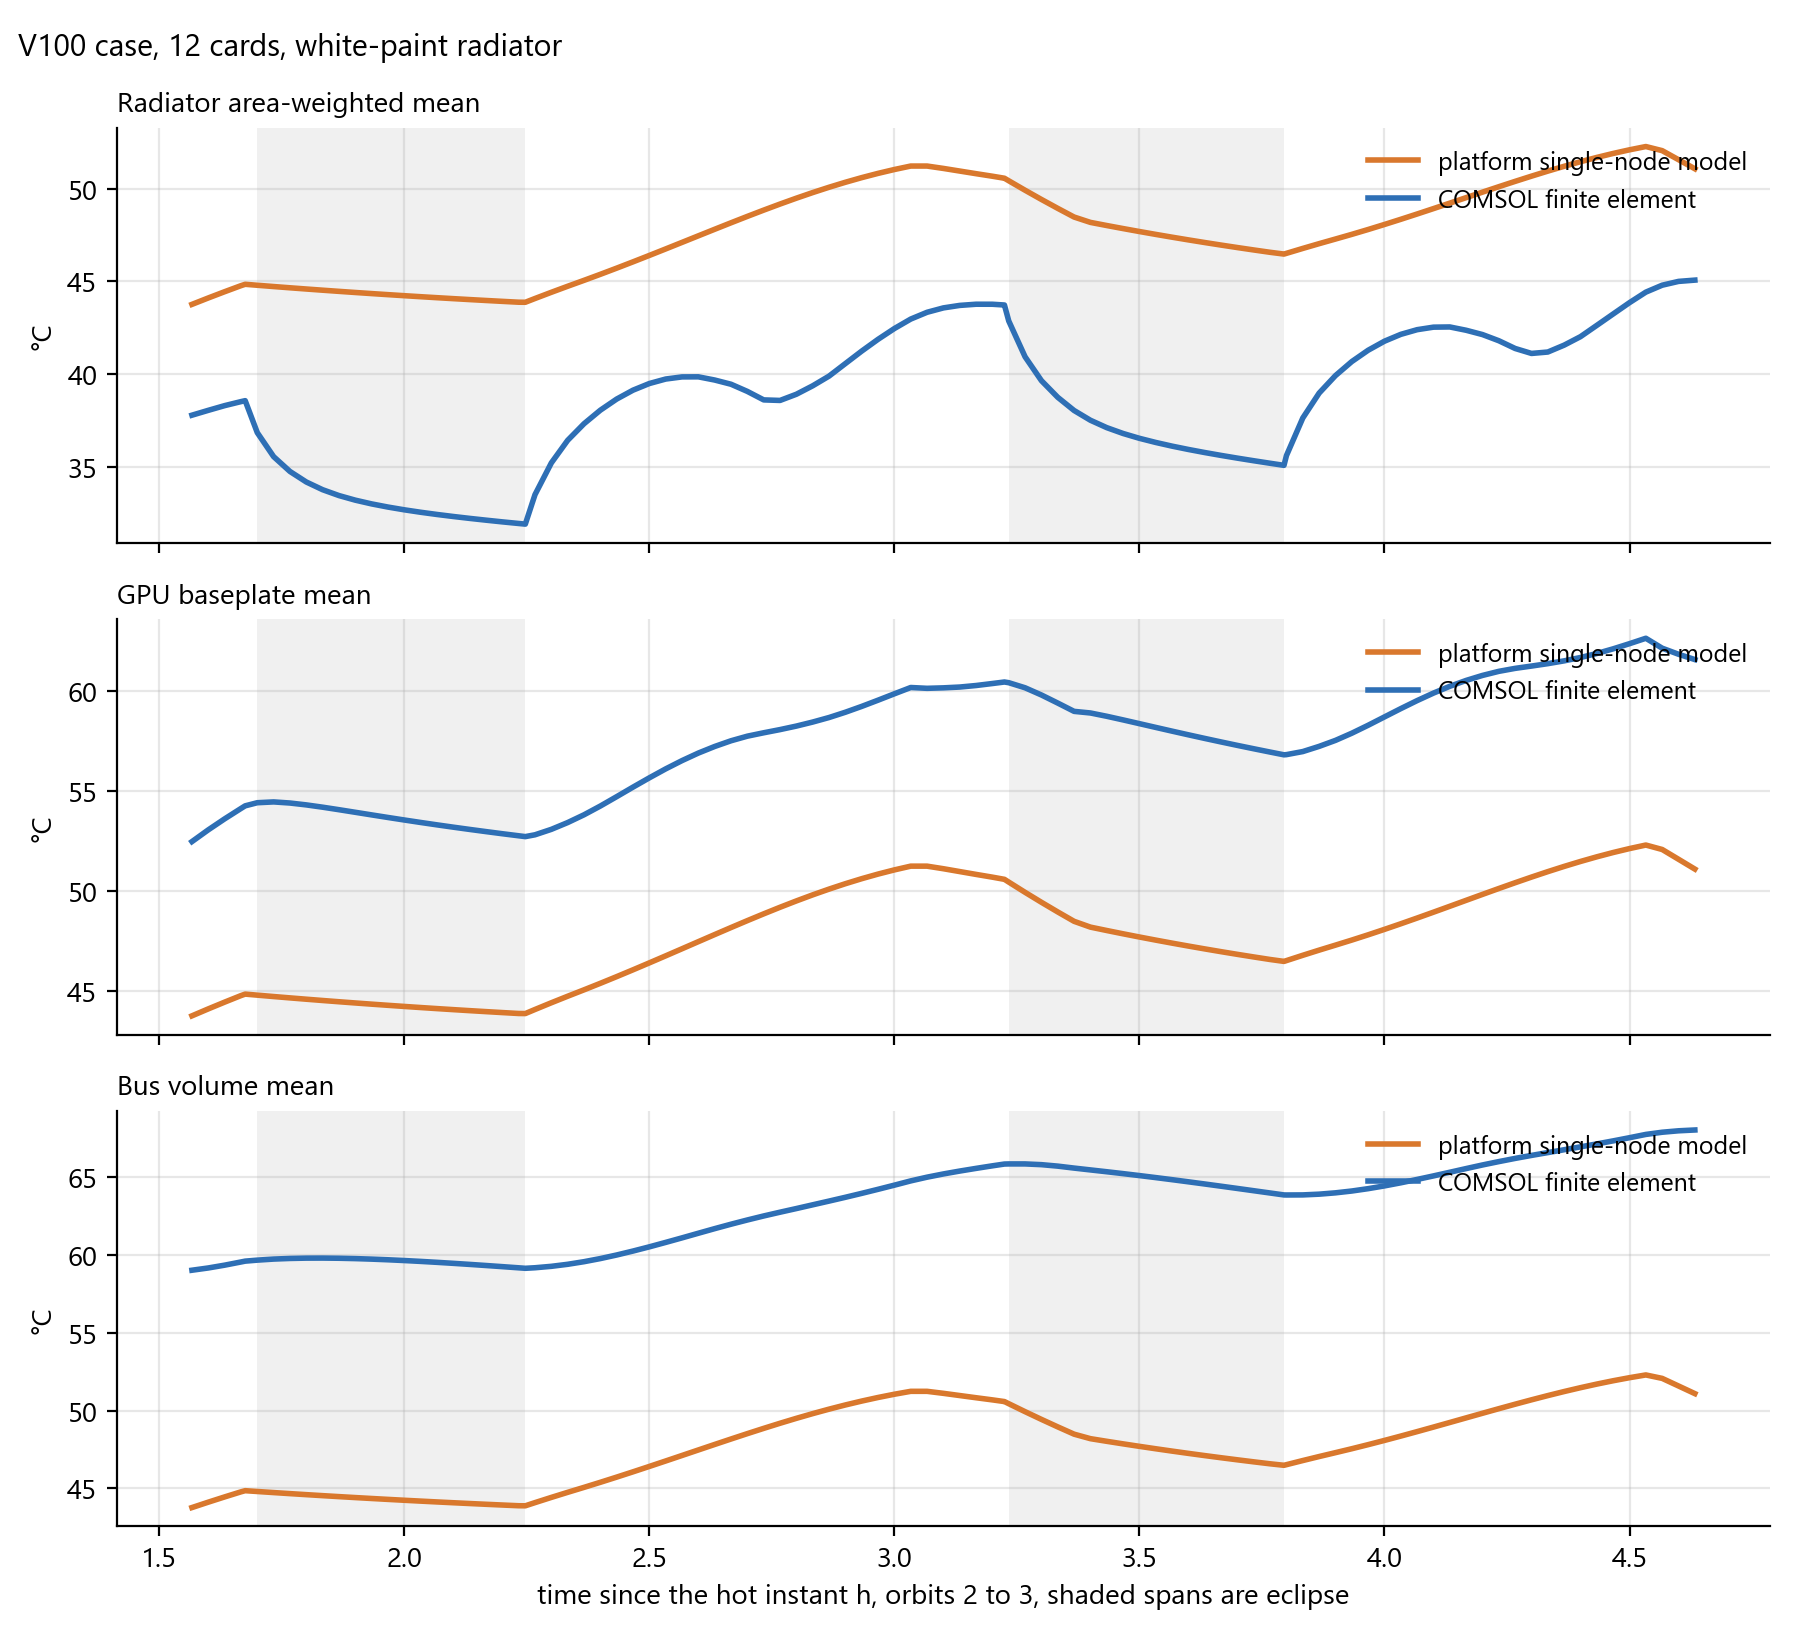 V100 case, 12 cards, white-paint radiator
Radiator area-weighted mean
platform single-node model
COMSOL finite element
50
45
40
35
°C
GPU baseplate mean
platform single-node model
COMSOL finite element
60
55
50
45
°C
Bus volume mean
platform single-node model
COMSOL finite element
65
60
55
50
45
°C
1.5 2.0 2.5 3.0 3.5 4.0 4.5
time since the hot instant h, orbits 2 to 3, shaded spans are eclipse